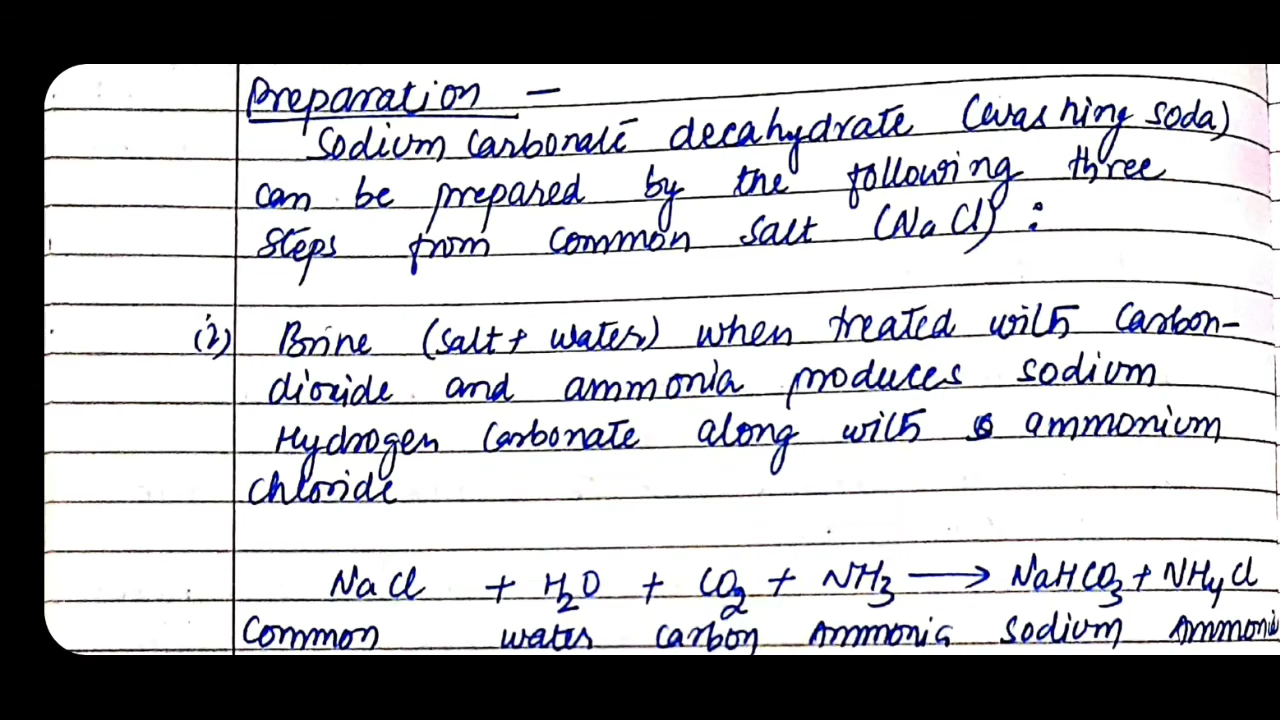 Preparation -
Sodium carbonate decahydrate (washing soda)
can be prepared by the following three
steps from common salt (NaCl) :
(i) Brine (salt + water) when treated with carbon-
dioxide and ammonia produces sodium
Hydrogen carbonate along with ammonium
chloride
NaCl + H₂O + CO₂ + NH₃ → NaHCO₃ + NH₄Cl
Common water carbon Ammonia sodium Ammoni